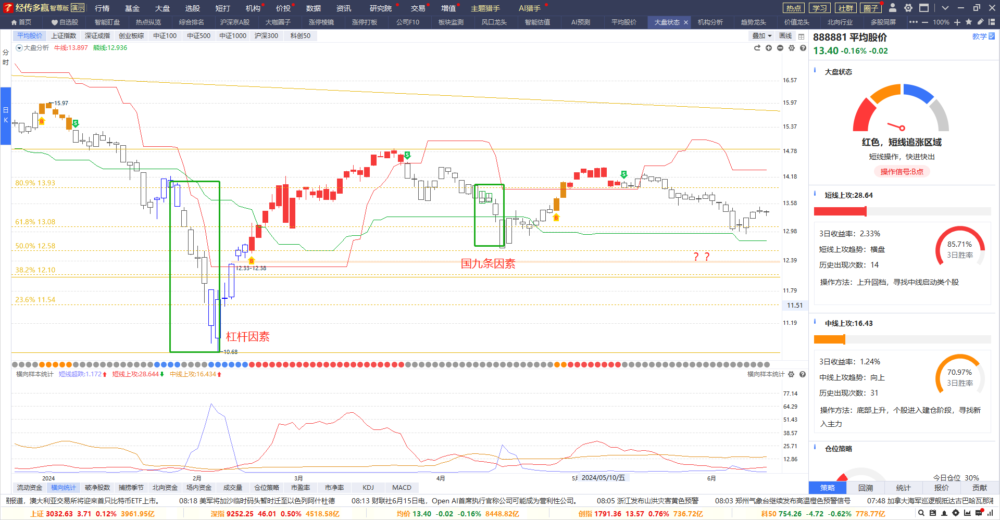 经传多赢 智尊版 演示 行情 基金 大盘 选股 短打 机构 价投 数据 资讯 研究院 交易 增值 主题猎手 AI猎手 热点 学习 社群 圈子
首页 自选股 智能盯盘 热点纵览 综合排名 沪深京A股 大咖圈子 涨停棱镜 涨停打板 公司F10 板块监测 风口龙头 智能估值 AI预测 平均股价 大盘状态 机构分析 趋势龙头 价值龙头 北向行业 多股同屏 100%
平均股价 上证指数 深证成指 创业板综 中证100 中证500 中证1000 沪深300 科创50 叠加 画线
大盘分析 牛线:13.897 熊线:12.936
分时
日K
16.57
15.97
15.37
14.78
14.18
13.58
12.98
12.39
11.79
11.51
11.19
15.97
B
S
80.9% 13.93
61.8% 13.08
50.0% 12.58
38.2% 12.10
23.6% 11.54
B
12.33-12.38
S
B
S
国九条因素
？？
杠杆因素
10.68
横向样本统计 短线超跌:1.172 短线上攻:28.644 中线上攻:16.434 横向样本统计
77.14
64.29
51.43
38.57
25.71
12.86
2024 2月 3月 4月 5月 2024/05/10/五 6月
流动资金 横向统计 破净股数 捕捞季节 北向资金 场内资金 成交量 仓位策略 市盈率 市净率 KDJ MACD
888881 平均股价 教学
13.40 -0.16% -0.02
大盘状态
红色，短线追涨区域
短线操作，快进快出
操作信号:B点
短线上攻:28.64
3日收益率：2.33%
短线上攻趋势：横盘
历史出现次数：14
85.71%
3日胜率
操作方法：上升回档，寻找中线启动类个股
中线上攻:16.43
3日收益率：1.24%
中线上攻趋势：向上
历史出现次数：31
70.97%
3日胜率
操作方法：底部上升，个股进入建仓阶段，寻找新
入主力
仓位策略
今日仓位 30%
策略 回溯 统计 报价 贡献
报道，澳大利亚交易所将迎来首只比特币ETF上市。 08:18 美军将加沙临时码头暂时迁至以色列阿什杜德 08:13 财联社6月15日电，Open AI首席执行官称公司可能成为营利性公司。 08:05 浙江发布山洪灾害黄色预警 08:03 郑州气象台继续发布高温橙色预警信号 07:48 加拿大海军巡逻舰抵达古巴哈瓦那港
上证 3032.63 3.71 0.12% 3961.95亿 深指 9252.25 46.01 0.50% 4518.58亿 均价 13.40 -0.02 -0.16% 8448.82亿 创指 1791.36 13.57 0.76% 736.72亿 科50 754.26 -4.72 -0.62% 778.77亿